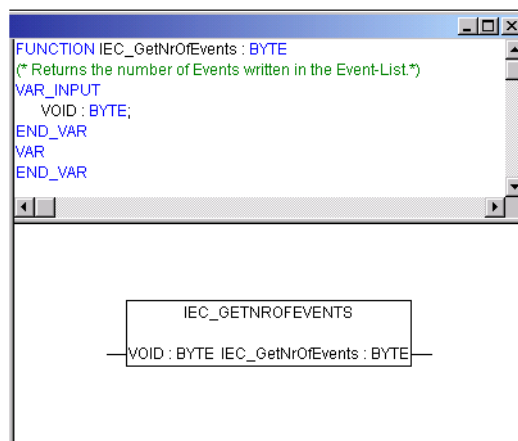 FUNCTION IEC_GetNrOfEvents : BYTE
(* Returns the number of Events written in the Event-List.*)
VAR_INPUT
VOID : BYTE;
END_VAR
VAR
END_VAR
IEC_GETNROFEVENTS
VOID : BYTE IEC_GetNrOfEvents : BYTE